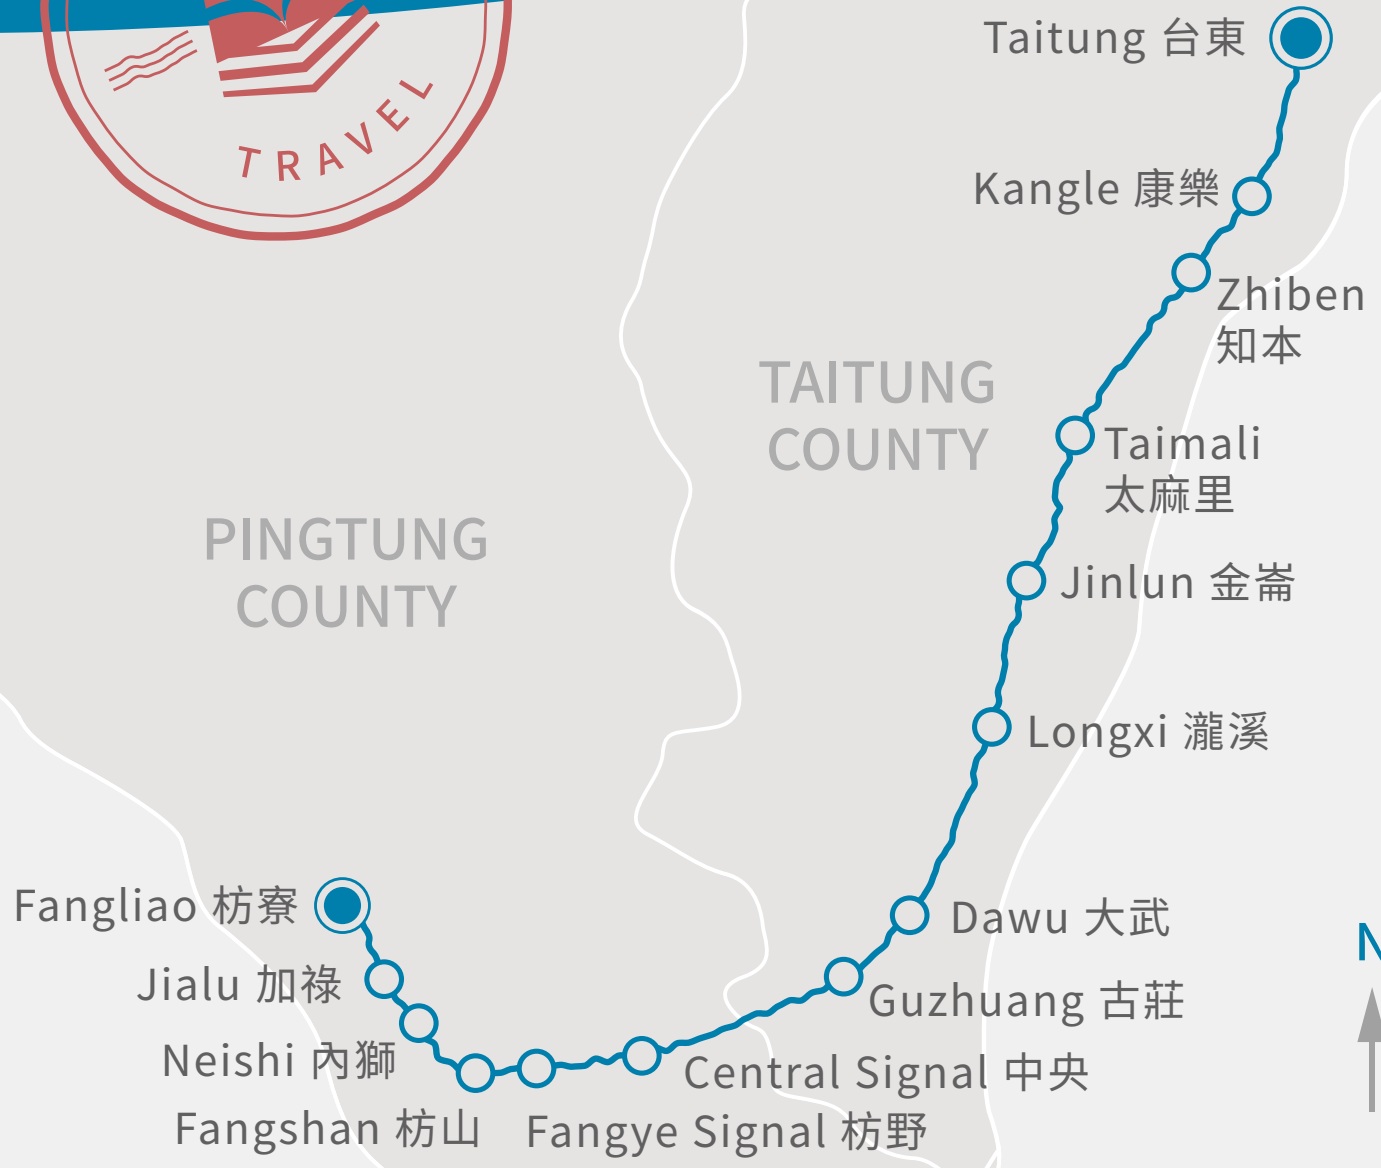 TRAVEL
Taitung 台東
Kangle 康樂
Zhiben
知本
TAITUNG
COUNTY
Taimali
太麻里
PINGTUNG
COUNTY
Jinlun 金崙
Longxi 瀧溪
Fangliao 枋寮
Dawu 大武
Jialu 加祿
Guzhuang 古莊
Neishi 內獅
Central Signal 中央
Fangshan 枋山
Fangye Signal 枋野
N